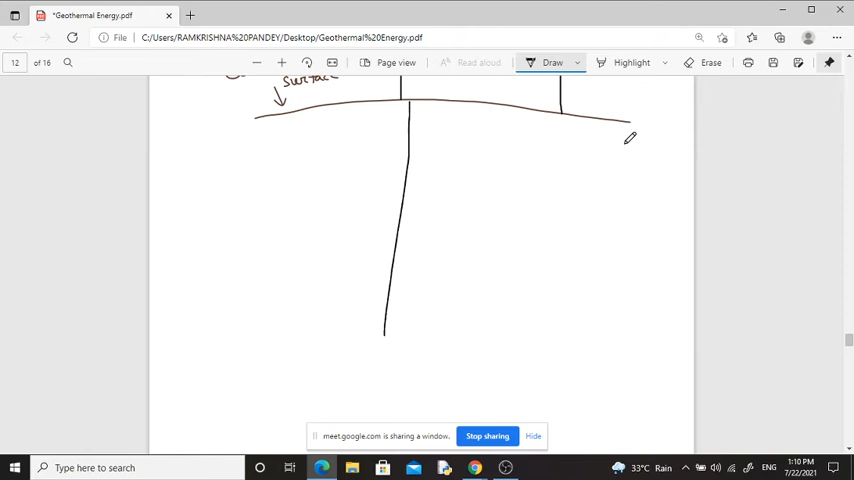 *Geothermal Energy.pdf
File C:/Users/RAMKRISHNA%20PANDEY/Desktop/Geothermal%20Energy.pdf
12 of 16 Page view Read aloud Draw Highlight Erase
surface
meet.google.com is sharing a window. Stop sharing Hide
Type here to search 33°C Rain ENG 1:10 PM
7/22/2021